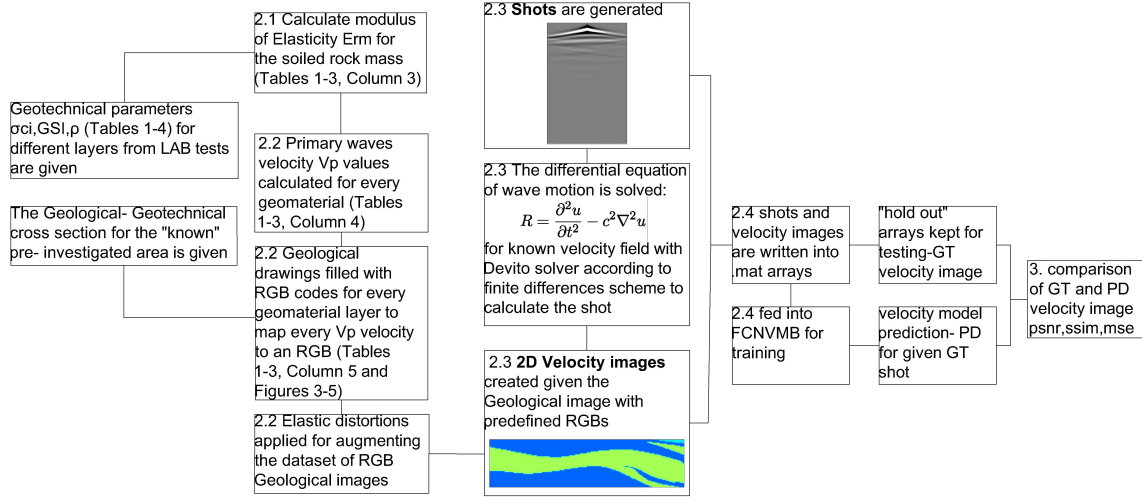 Geotechnical parameters
σci,GSI,ρ (Tables 1-4) for
different layers from LAB tests
are given
The Geological- Geotechnical
cross section for the "known"
pre- investigated area is given
2.1 Calculate modulus
of Elasticity Erm for
the soiled rock mass
(Tables 1-3, Column 3)
2.2 Primary waves
velocity Vp values
calculated for every
geomaterial (Tables
1-3, Column 4)
2.2 Geological
drawings filled with
RGB codes for every
geomaterial layer to
map every Vp velocity
to an RGB (Tables
1-3, Column 5 and
Figures 3-5)
2.2 Elastic distortions
applied for augmenting
the dataset of RGB
Geological images
2.3 Shots are generated
2.3 The differential equation
of wave motion is solved:
R = ∂²u/∂t² − c²∇²u
for known velocity field with
Devito solver according to
finite differences scheme to
calculate the shot
2.3 2D Velocity images
created given the
Geological image with
predefined RGBs
2.4 shots and
velocity images
are written into
.mat arrays
2.4 fed into
FCNVMB for
training
"hold out"
arrays kept for
testing-GT
velocity image
velocity model
prediction- PD
for given GT
shot
3. comparison
of GT and PD
velocity image
psnr,ssim,mse